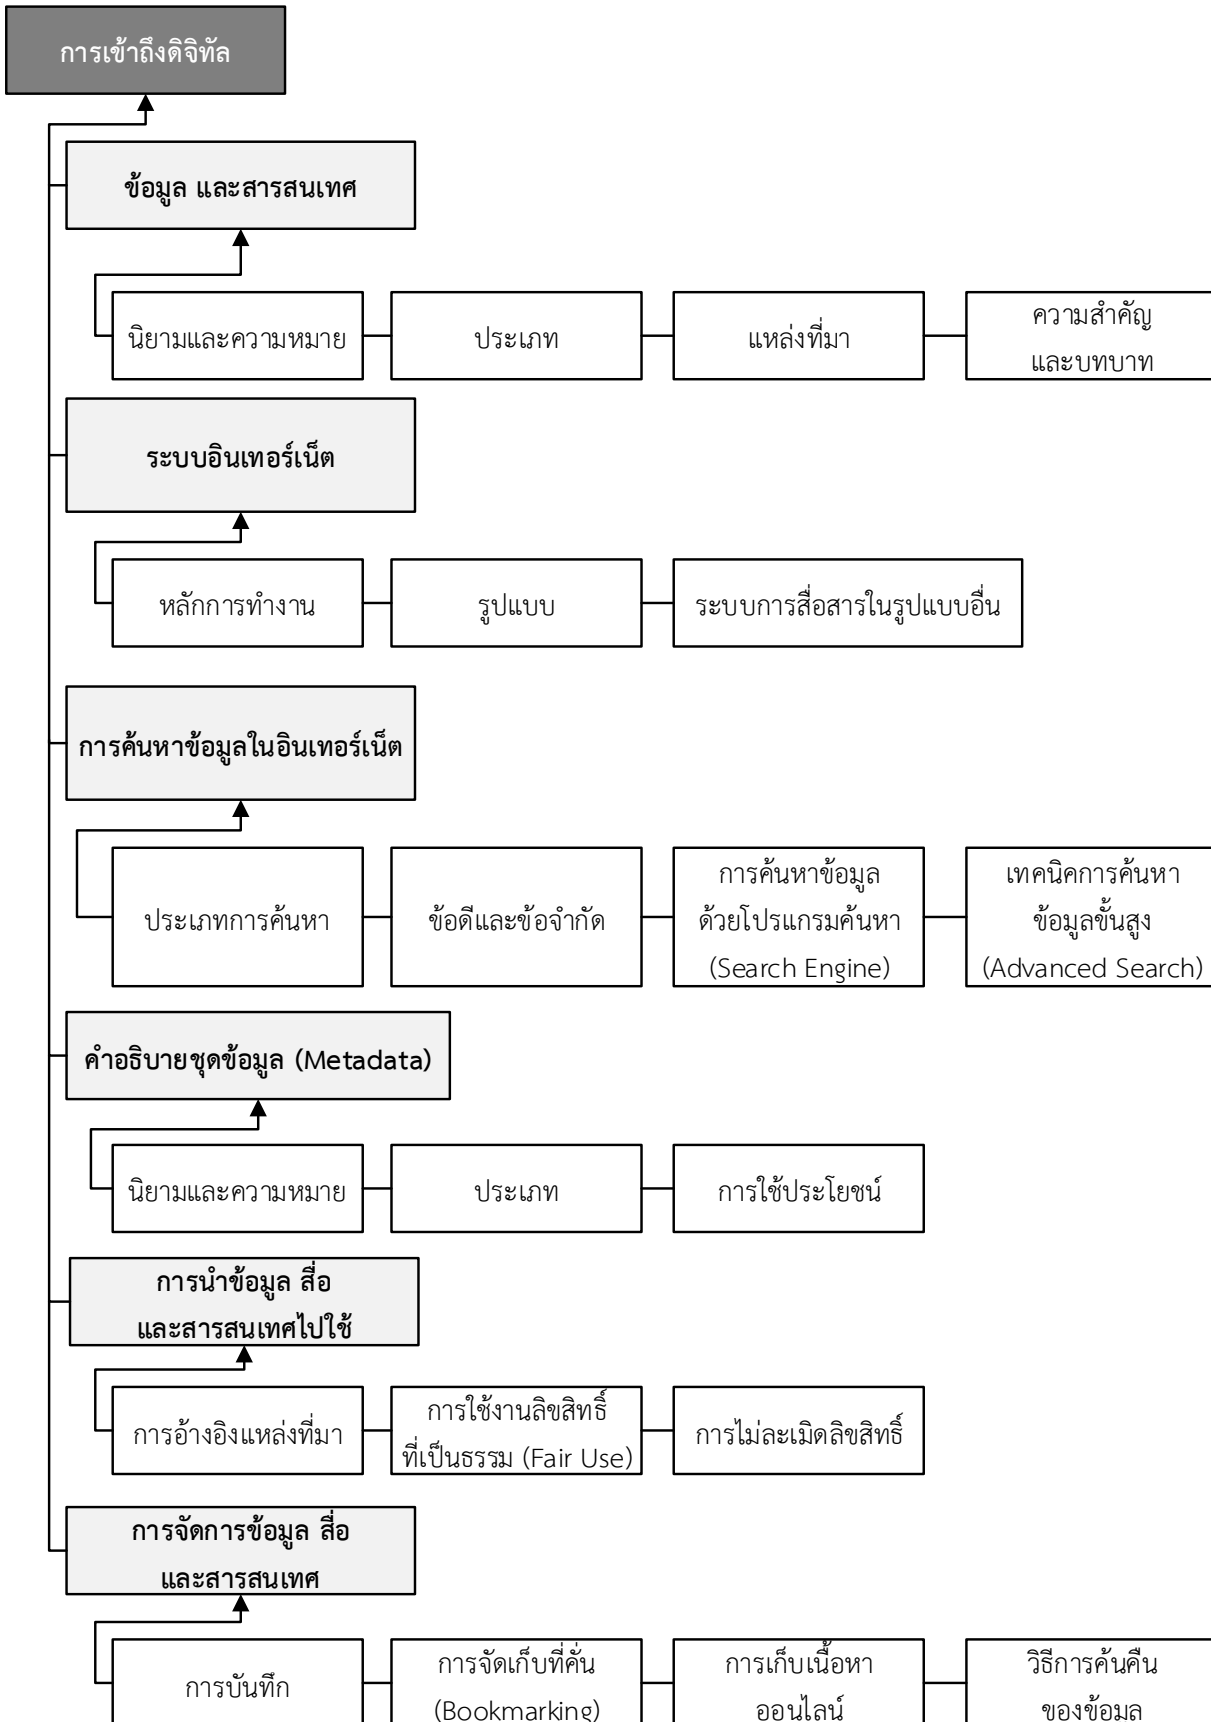 การเข้าถึงดิจิทัล
ข้อมูล และสารสนเทศ
นิยามและความหมาย
ประเภท
แหล่งที่มา
ความสำคัญ
และบทบาท
ระบบอินเทอร์เน็ต
หลักการทำงาน
รูปแบบ
ระบบการสื่อสารในรูปแบบอื่น
การค้นหาข้อมูลในอินเทอร์เน็ต
ประเภทการค้นหา
ข้อดีและข้อจำกัด
การค้นหาข้อมูล
ด้วยโปรแกรมค้นหา
(Search Engine)
เทคนิคการค้นหา
ข้อมูลขั้นสูง
(Advanced Search)
คำอธิบายชุดข้อมูล (Metadata)
นิยามและความหมาย
ประเภท
การใช้ประโยชน์
การนำข้อมูล สื่อ
และสารสนเทศไปใช้
การอ้างอิงแหล่งที่มา
การใช้งานลิขสิทธิ์
ที่เป็นธรรม (Fair Use)
การไม่ละเมิดลิขสิทธิ์
การจัดการข้อมูล สื่อ
และสารสนเทศ
การบันทึก
การจัดเก็บที่คั่น
(Bookmarking)
การเก็บเนื้อหา
ออนไลน์
วิธีการค้นคืน
ของข้อมูล